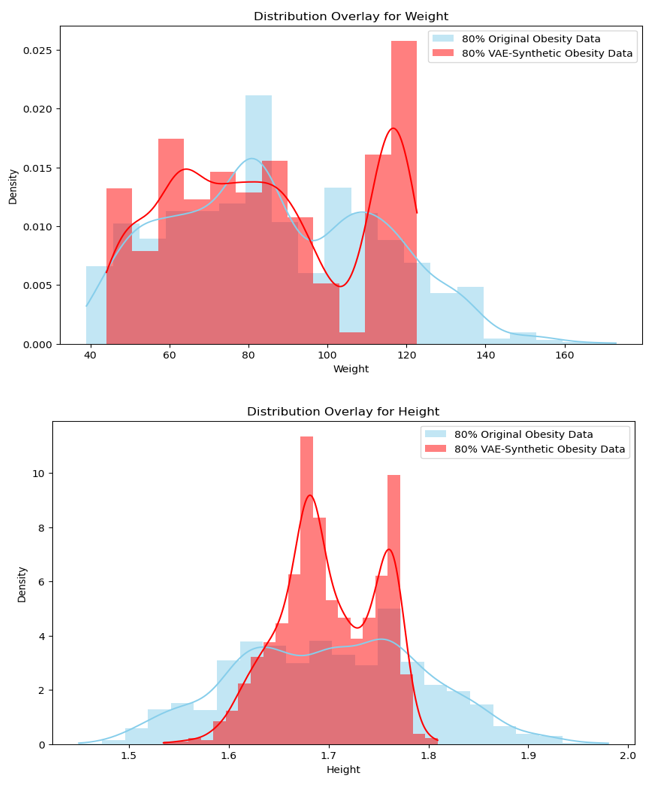 Distribution Overlay for Weight
80% Original Obesity Data
80% VAE-Synthetic Obesity Data
0.025
0.020
0.015
0.010
0.005
0.000
Density
40 60 80 100 120 140 160
Weight
Distribution Overlay for Height
80% Original Obesity Data
80% VAE-Synthetic Obesity Data
10
8
6
4
2
0
Density
1.5 1.6 1.7 1.8 1.9 2.0
Height